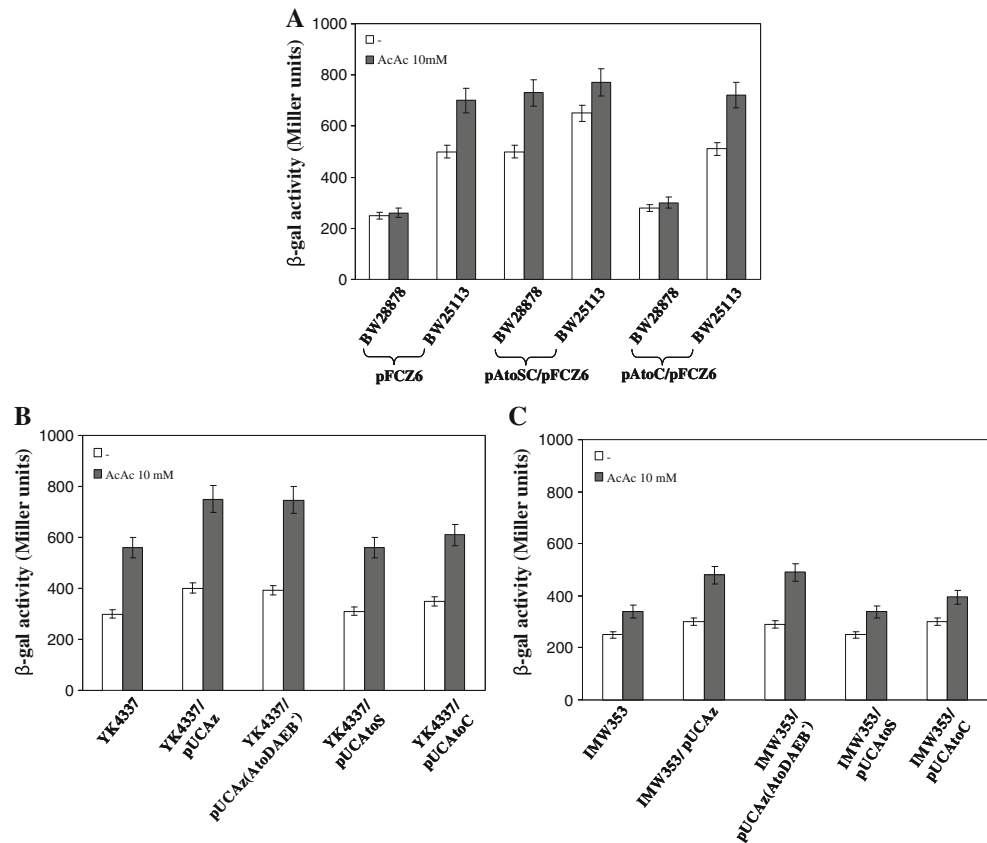 A
-
AcAc 10mM
β-gal activity (Miller units)
1000
800
600
400
200
0
BW28878
BW25113
BW28878
BW25113
BW28878
BW25113
pFCZ6
pAtoSC/pFCZ6
pAtoC/pFCZ6
B
-
AcAc 10 mM
β-gal activity (Miller units)
1000
800
600
400
200
0
YK4337
YK4337/
pUCAz
YK4337/
pUCAz(AtoDAEB-)
YK4337/
pUCAtoS
YK4337/
pUCAtoC
C
-
AcAc 10 mM
β-gal activity (Miller units)
1000
800
600
400
200
0
IMW353
IMW353/ pUCAz
IMW353/
pUCAz(AtoDAEB-)
IMW353/
pUCAtoS
IMW353/
pUCAtoC